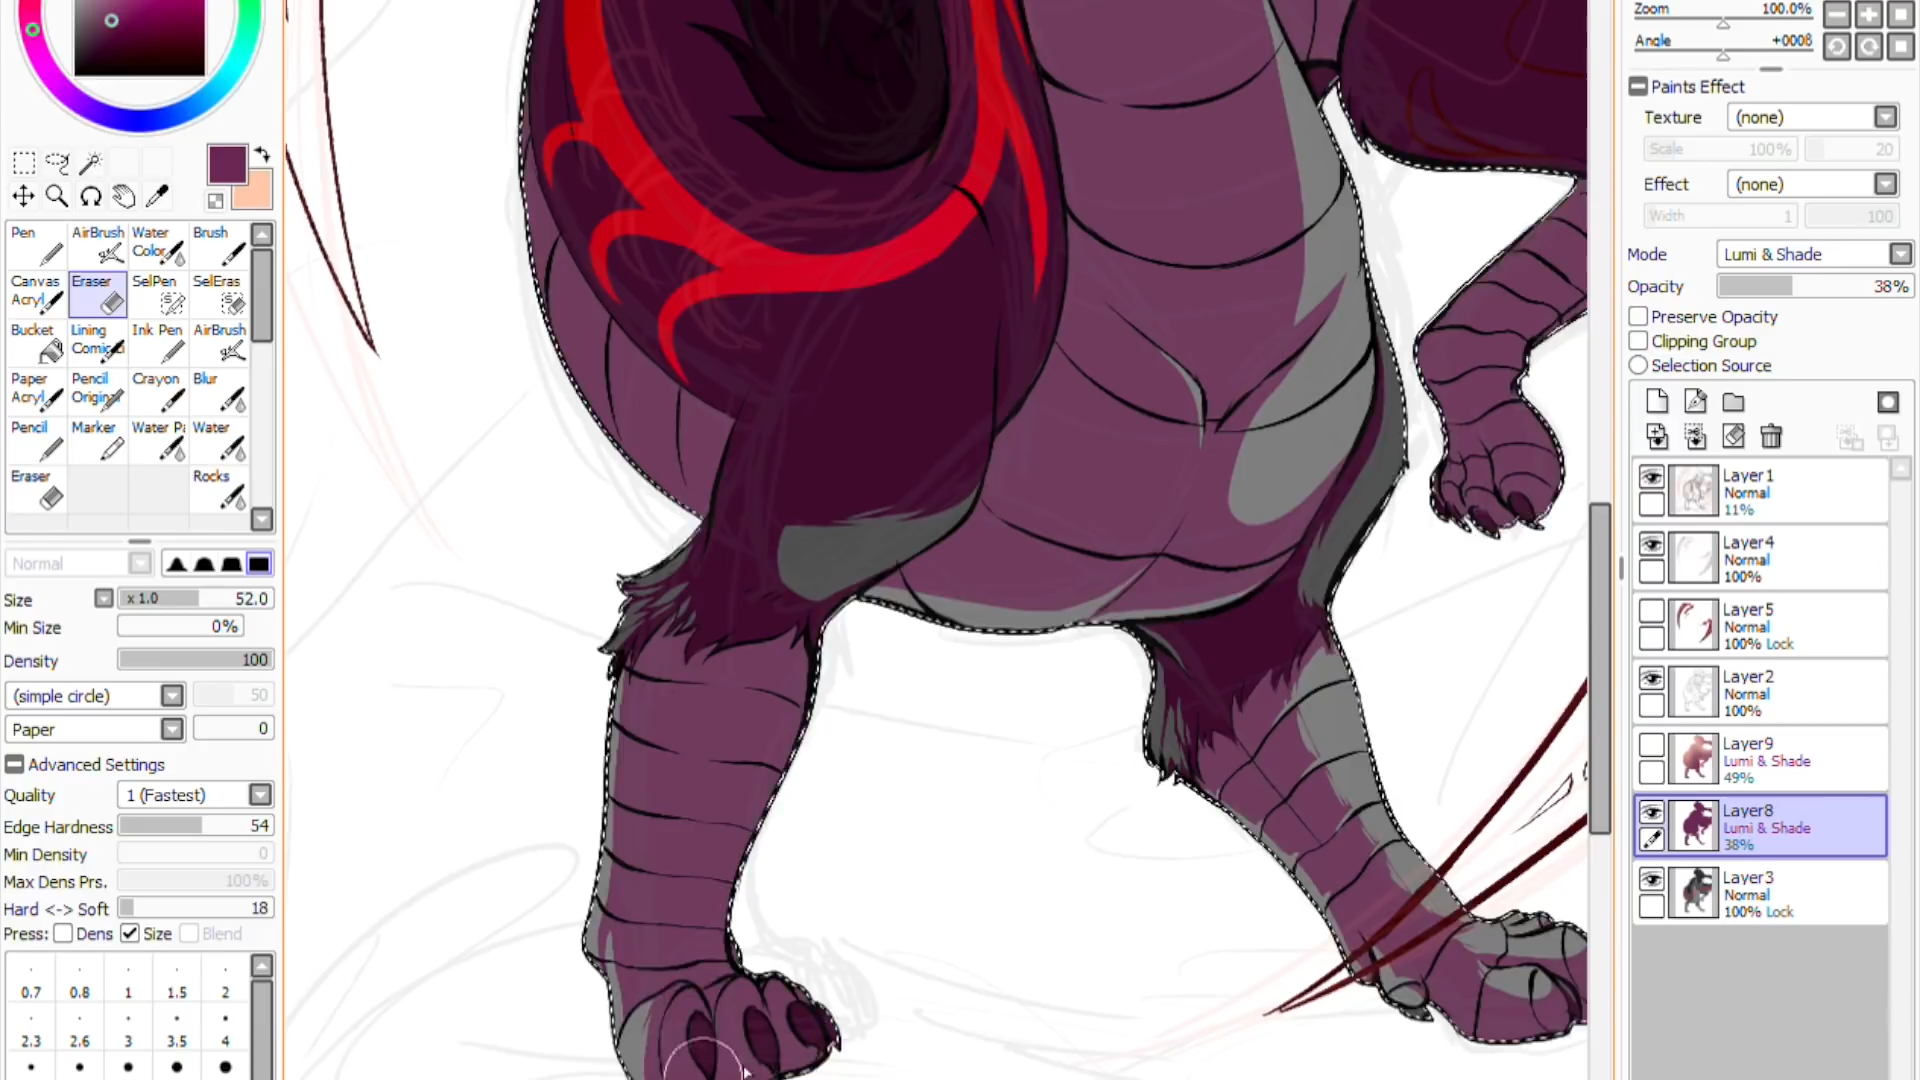 Zoom 100.0%
Angle +0008
Paints Effect
Texture (none)
Scale 100% 20
Effect (none)
Width 1 100
Mode Lumi & Shade
Opacity 38%
Preserve Opacity
Clipping Group
Selection Source
Layer1
Normal
11%
Layer4
Normal
100%
Layer5
Normal
100% Lock
Layer2
Normal
100%
Layer9
Lumi & Shade
49%
Layer8
Lumi & Shade
38%
Layer3
Normal
100% Lock
Pen AirBrush Water Color Brush
Canvas Acryl Eraser SelPen SelEras
Bucket Lining Comic Ink Pen AirBrush
Paper Acryl Pencil Origina Crayon Blur
Pencil Marker Water Pa Water
Eraser Rocks
Normal
Size x 1.0 52.0
Min Size 0%
Density 100
(simple circle) 50
Paper 0
Advanced Settings
Quality 1 (Fastest)
Edge Hardness 54
Min Density 0
Max Dens Prs. 100%
Hard <-> Soft 18
Press: Dens Size Blend
0.7 0.8 1 1.5 2
2.3 2.6 3 3.5 4